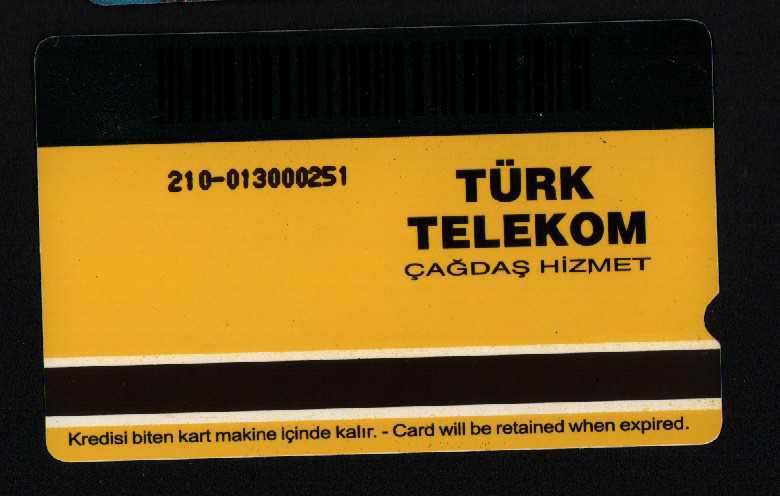 210-013000251
TÜRK
TELEKOM
ÇAĞDAŞ HİZMET
Kredisi biten kart makine içinde kalır. - Card will be retained when expired.